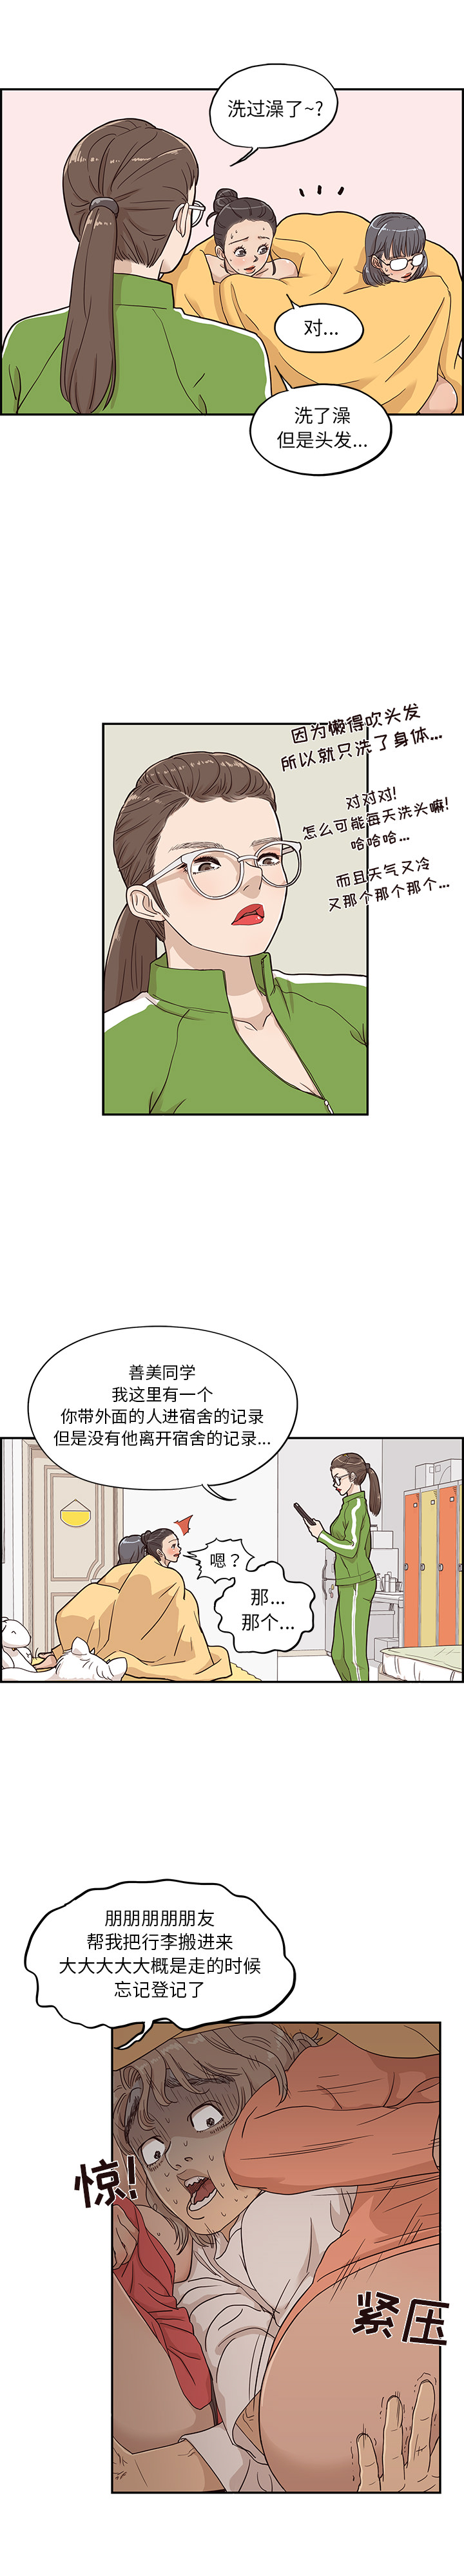 洗过澡了~?
对...
洗了澡
但是头发...
因为懒得吹头发
所以就只洗了身体...
对对对!
怎么可能每天洗头嘛!
哈哈哈...
而且天气又冷
又那个那个那个...
善美同学
我这里有一个
你带外面的人进宿舍的记录
但是没有他离开宿舍的记录...
嗯?
那...
那个...
朋朋朋朋朋友
帮我把行李搬进来
大大大大大概是走的时候
忘记登记了
惊!
紧压